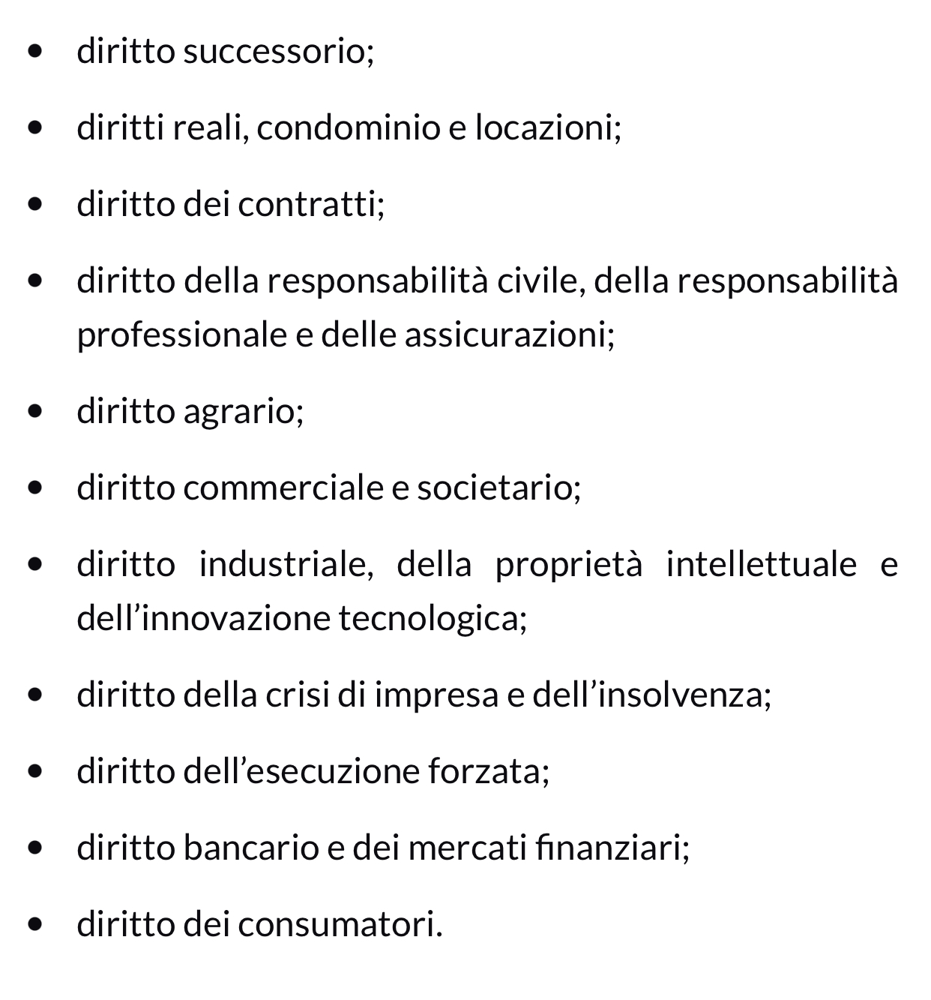 • diritto successorio;
• diritti reali, condominio e locazioni;
• diritto dei contratti;
• diritto della responsabilità civile, della responsabilità
professionale e delle assicurazioni;
• diritto agrario;
• diritto commerciale e societario;
• diritto industriale, della proprietà intellettuale e
dell’innovazione tecnologica;
• diritto della crisi di impresa e dell’insolvenza;
• diritto dell’esecuzione forzata;
• diritto bancario e dei mercati finanziari;
• diritto dei consumatori.